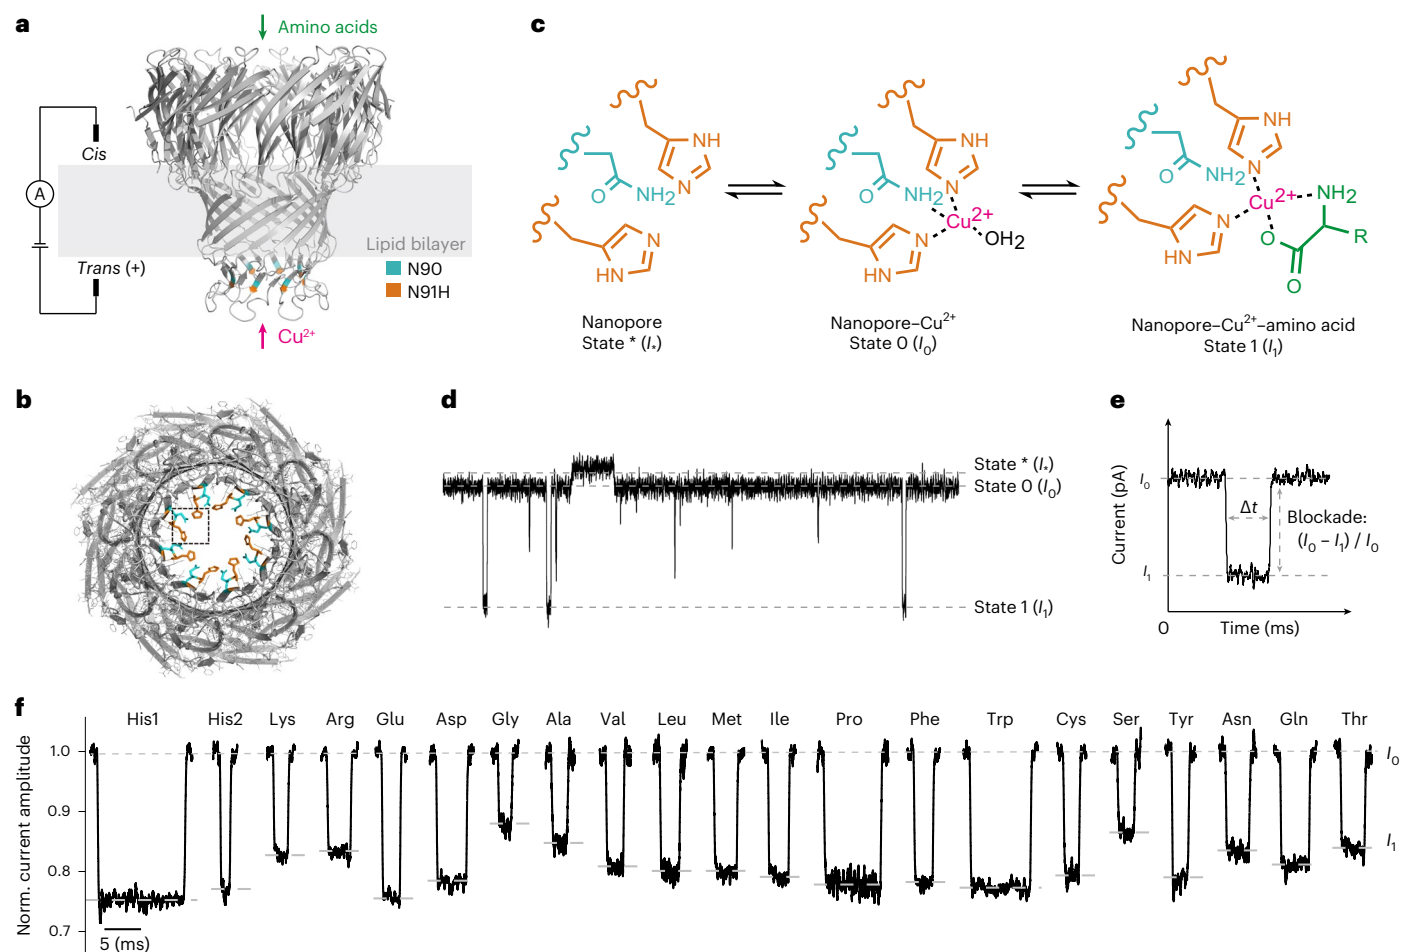 a
Amino acids
Cis
A
Lipid bilayer
Trans (+)
N90
N91H
Cu2+
b
c
NH
O
NH2
N
N
HN
Nanopore
State * (I*)
NH
O
NH2
N
Cu2+
OH2
N
HN
Nanopore–Cu2+
State 0 (I0)
NH
O
NH2
N
Cu2+
NH2
N
HN
O
R
O
Nanopore–Cu2+–amino acid
State 1 (I1)
d
State * (I*)
State 0 (I0)
State 1 (I1)
e
Current (pA)
I0
Δt
Blockade:
(I0 – I1) / I0
I1
0
Time (ms)
f
His1 His2 Lys Arg Glu Asp Gly Ala Val Leu Met Ile Pro Phe Trp Cys Ser Tyr Asn Gln Thr
Norm. current amplitude
1.0
0.9
0.8
0.7
I0
I1
5 (ms)